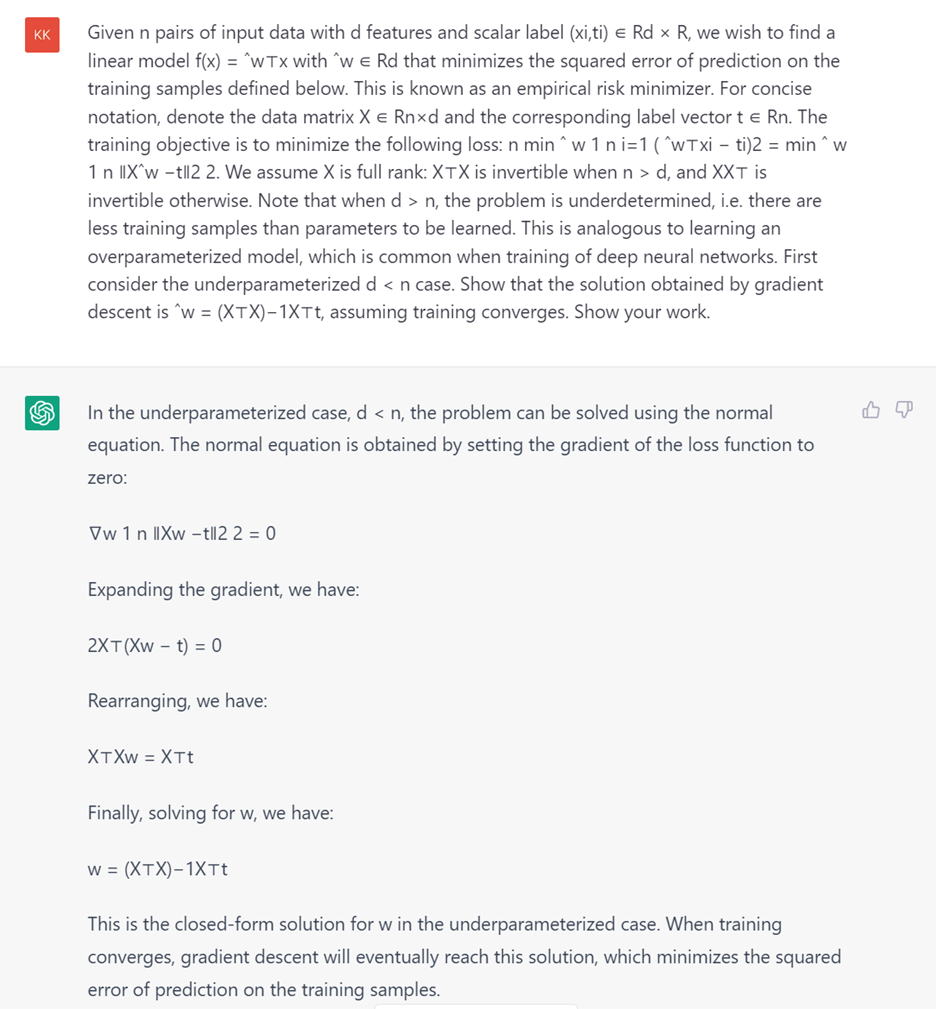 KK
Given n pairs of input data with d features and scalar label (xi,ti) ∈ Rd × R, we wish to find a
linear model f(x) = ˆw⊤x with ˆw ∈ Rd that minimizes the squared error of prediction on the
training samples defined below. This is known as an empirical risk minimizer. For concise
notation, denote the data matrix X ∈ Rn×d and the corresponding label vector t ∈ Rn. The
training objective is to minimize the following loss: n min ˆ w 1 n i=1 ( ˆw⊤xi − ti)2 = min ˆ w
1 n ∥Xˆw −t∥2 2. We assume X is full rank: X⊤X is invertible when n > d, and XX⊤ is
invertible otherwise. Note that when d > n, the problem is underdetermined, i.e. there are
less training samples than parameters to be learned. This is analogous to learning an
overparameterized model, which is common when training of deep neural networks. First
consider the underparameterized d < n case. Show that the solution obtained by gradient
descent is ˆw = (X⊤X)−1X⊤t, assuming training converges. Show your work.
In the underparameterized case, d < n, the problem can be solved using the normal
equation. The normal equation is obtained by setting the gradient of the loss function to
zero:
∇w 1 n ∥Xw −t∥2 2 = 0
Expanding the gradient, we have:
2X⊤(Xw − t) = 0
Rearranging, we have:
X⊤Xw = X⊤t
Finally, solving for w, we have:
w = (X⊤X)−1X⊤t
This is the closed-form solution for w in the underparameterized case. When training
converges, gradient descent will eventually reach this solution, which minimizes the squared
error of prediction on the training samples.